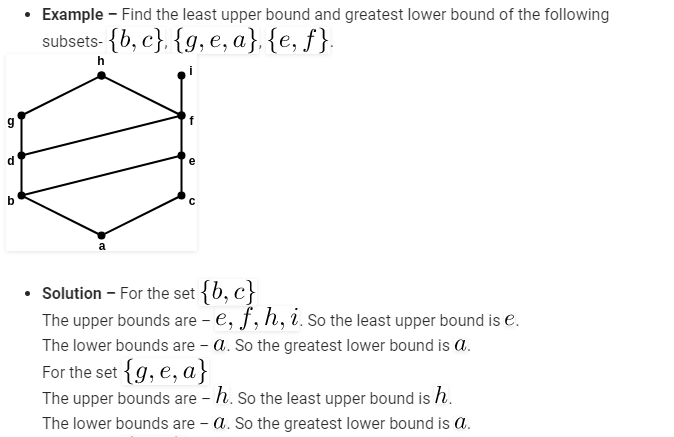 • Example – Find the least upper bound and greatest lower bound of the following
subsets- {b, c}, {g, e, a}, {e, f}.
h
i
g
f
d
e
b
c
a
• Solution – For the set {b, c}
The upper bounds are – e, f, h, i. So the least upper bound is e.
The lower bounds are – a. So the greatest lower bound is a.
For the set {g, e, a}
The upper bounds are – h. So the least upper bound is h.
The lower bounds are – a. So the greatest lower bound is a.